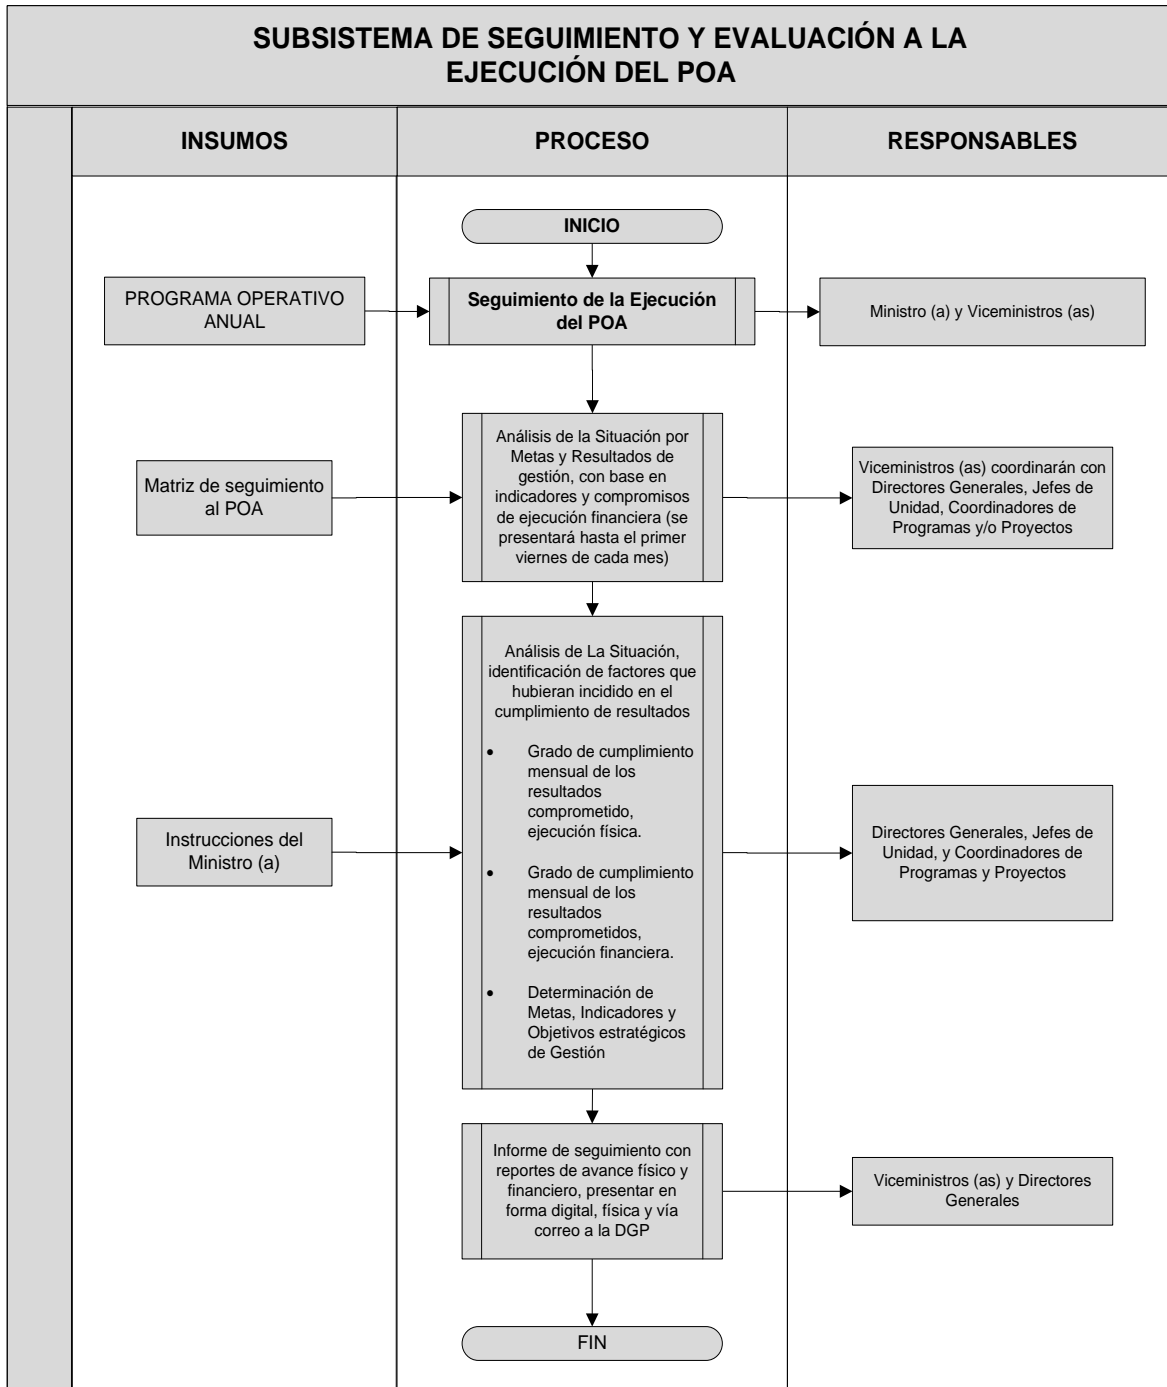 SUBSISTEMA DE SEGUIMIENTO Y EVALUACIÓN A LA
EJECUCIÓN DEL POA
INSUMOS
PROCESO
RESPONSABLES
INICIO
PROGRAMA OPERATIVO
ANUAL
Seguimiento de la Ejecución
del POA
Ministro (a) y Viceministros (as)
Matriz de seguimiento
al POA
Análisis de la Situación por
Metas y Resultados de
gestión, con base en
indicadores y compromisos
de ejecución financiera (se
presentará hasta el primer
viernes de cada mes)
Viceministros (as) coordinarán con
Directores Generales, Jefes de
Unidad, Coordinadores de
Programas y/o Proyectos
Instrucciones del
Ministro (a)
Análisis de La Situación,
identificación de factores que
hubieran incidido en el
cumplimiento de resultados
• Grado de cumplimiento
mensual de los
resultados
comprometido,
ejecución física.
• Grado de cumplimiento
mensual de los
resultados
comprometidos,
ejecución financiera.
• Determinación de
Metas, Indicadores y
Objetivos estratégicos
de Gestión
Directores Generales, Jefes de
Unidad, y Coordinadores de
Programas y Proyectos
Informe de seguimiento con
reportes de avance físico y
financiero, presentar en
forma digital, física y vía
correo a la DGP
Viceministros (as) y Directores
Generales
FIN